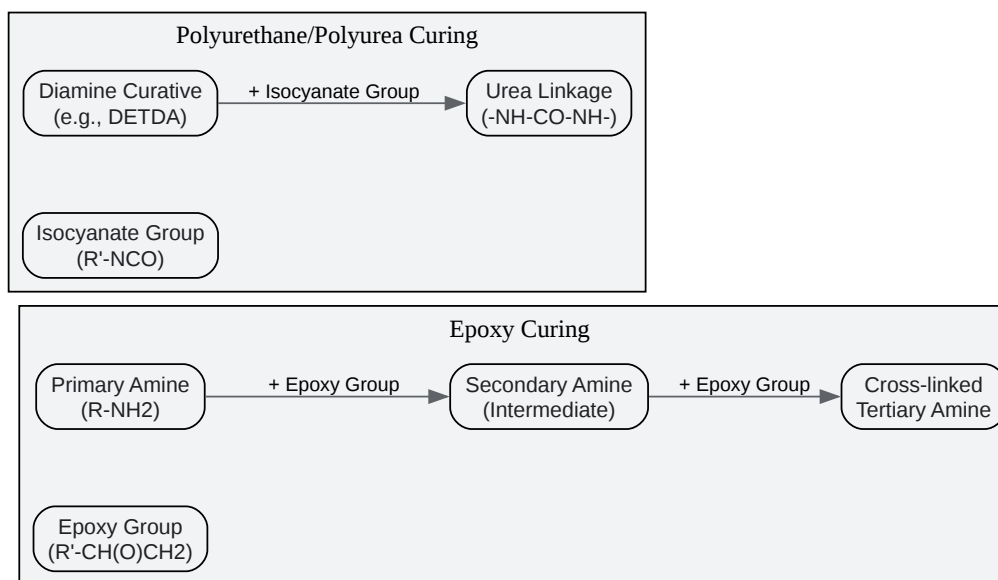 Polyurethane/Polyurea Curing
Diamine Curative
(e.g., DETDA)
+ Isocyanate Group
Urea Linkage
(-NH-CO-NH-)
Isocyanate Group
(R'-NCO)
Epoxy Curing
Primary Amine
(R-NH2)
+ Epoxy Group
Secondary Amine
(Intermediate)
+ Epoxy Group
Cross-linked
Tertiary Amine
Epoxy Group
(R'-CH(O)CH2)